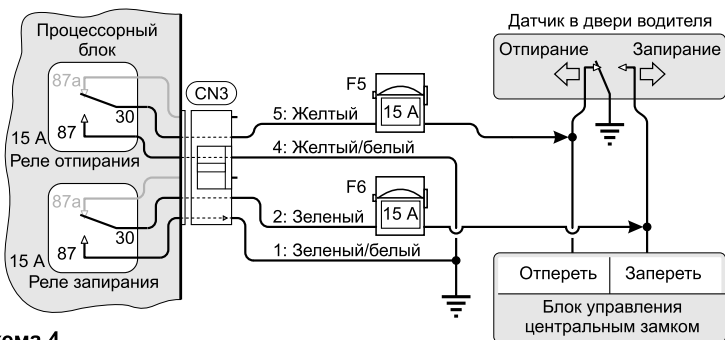 Процессорный
блок
87а
30
15 А
87
Реле отпирания
87а
30
15 А
87
Реле запирания
CN3
5: Желтый
4: Желтый/белый
2: Зеленый
1: Зеленый/белый
F5
15 А
F6
15 А
Датчик в двери водителя
Отпирание
Запирание
Отпереть
Запереть
Блок управления
центральным замком